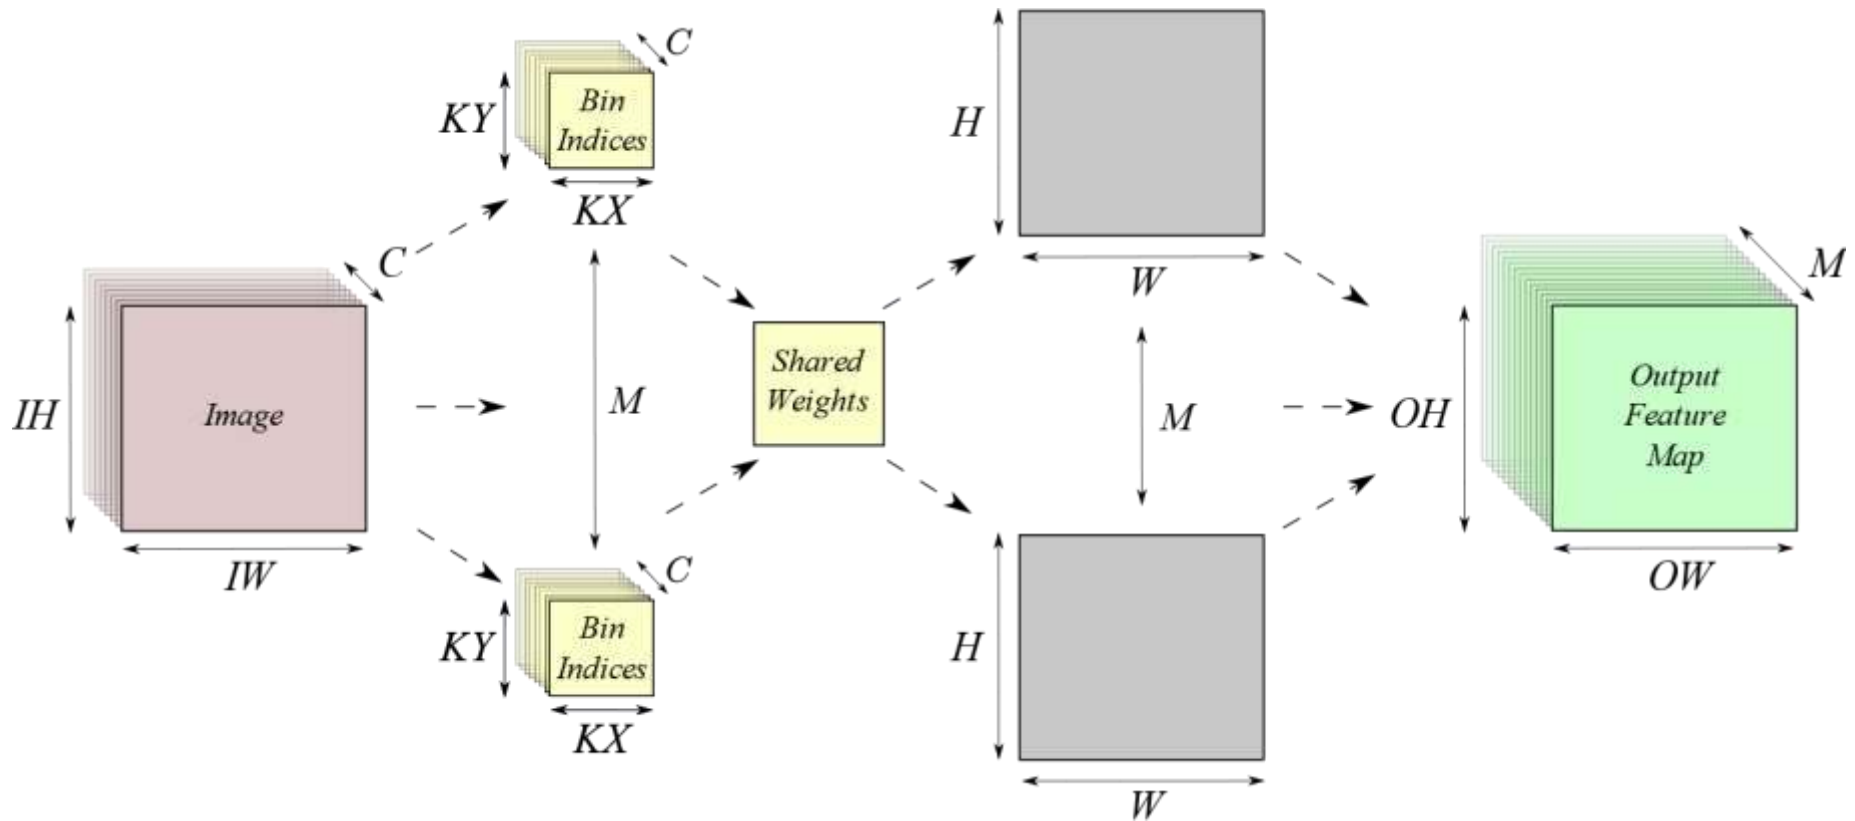 C
KY
Bin
Indices
KX
C
IH
Image
IW
M
KY
Bin
Indices
C
KX
Shared
Weights
H
W
M
H
W
M
OH
Output
Feature
Map
OW